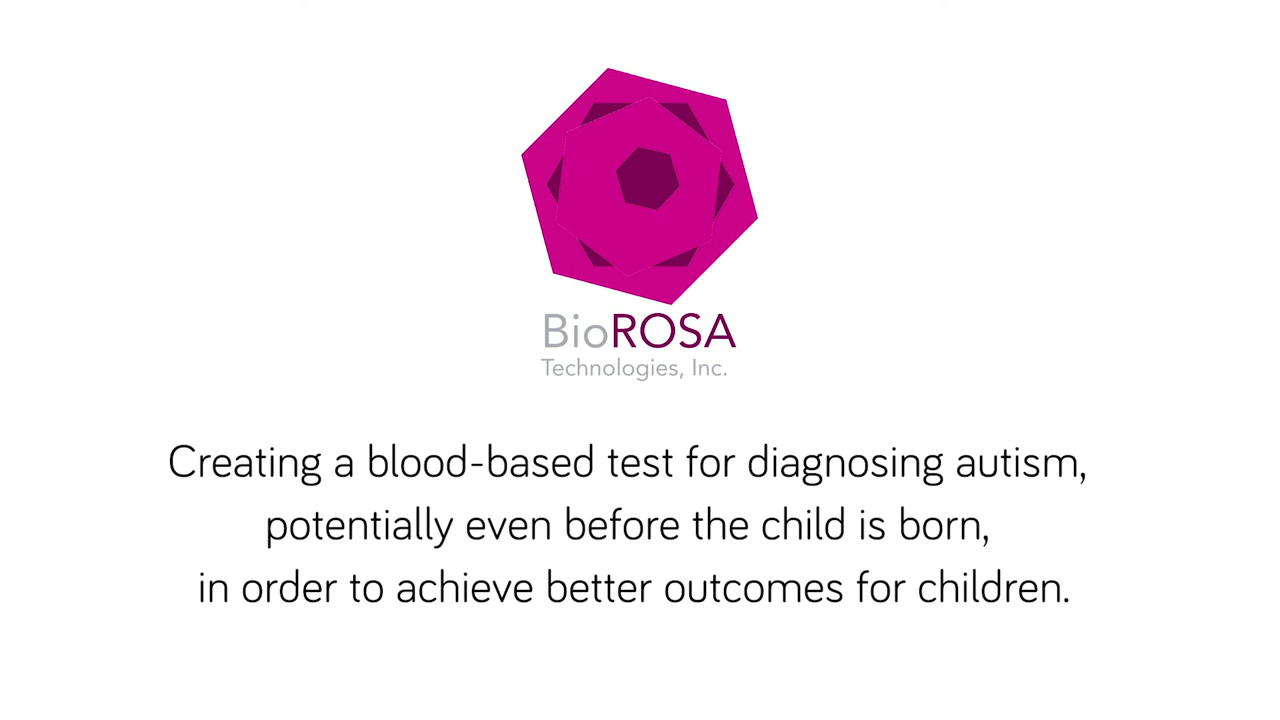 BioROSA
Technologies, Inc.
Creating a blood-based test for diagnosing autism,
potentially even before the child is born,
in order to achieve better outcomes for children.